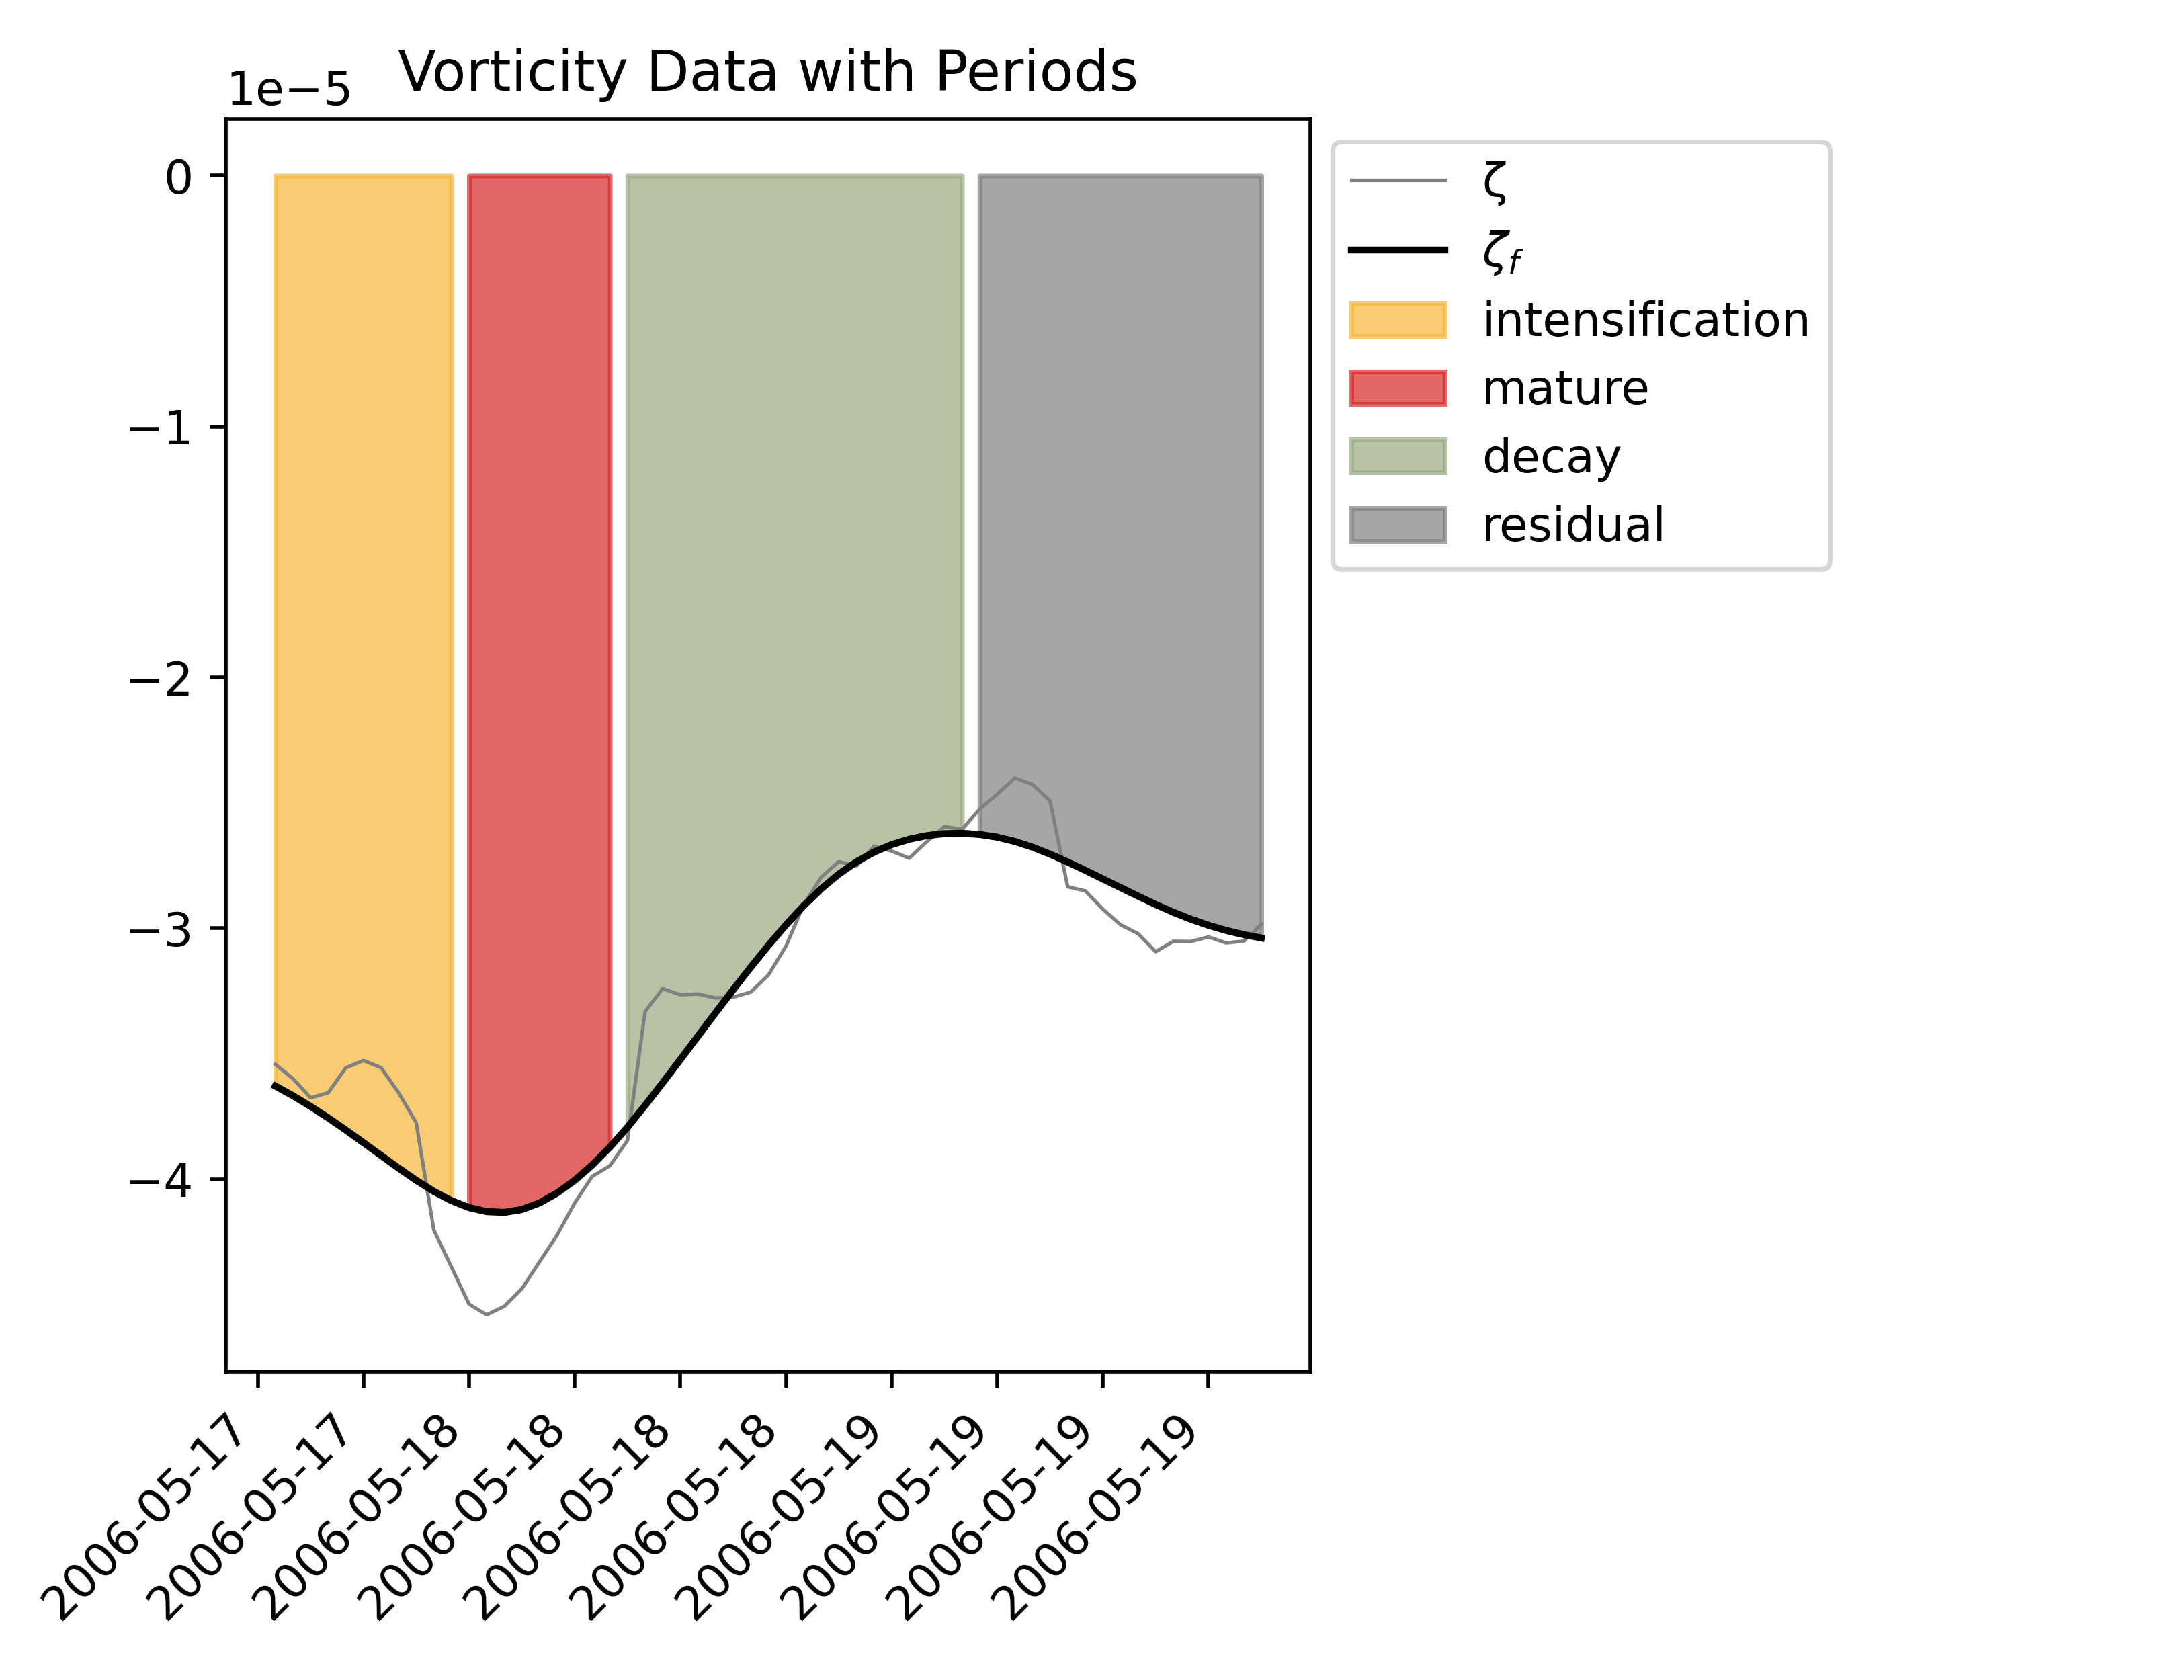 Vorticity Data with Periods
1e−5
0
−1
−2
−3
−4
2006-05-17
2006-05-17
2006-05-18
2006-05-18
2006-05-18
2006-05-18
2006-05-19
2006-05-19
2006-05-19
2006-05-19
ζ
ζf
intensification
mature
decay
residual